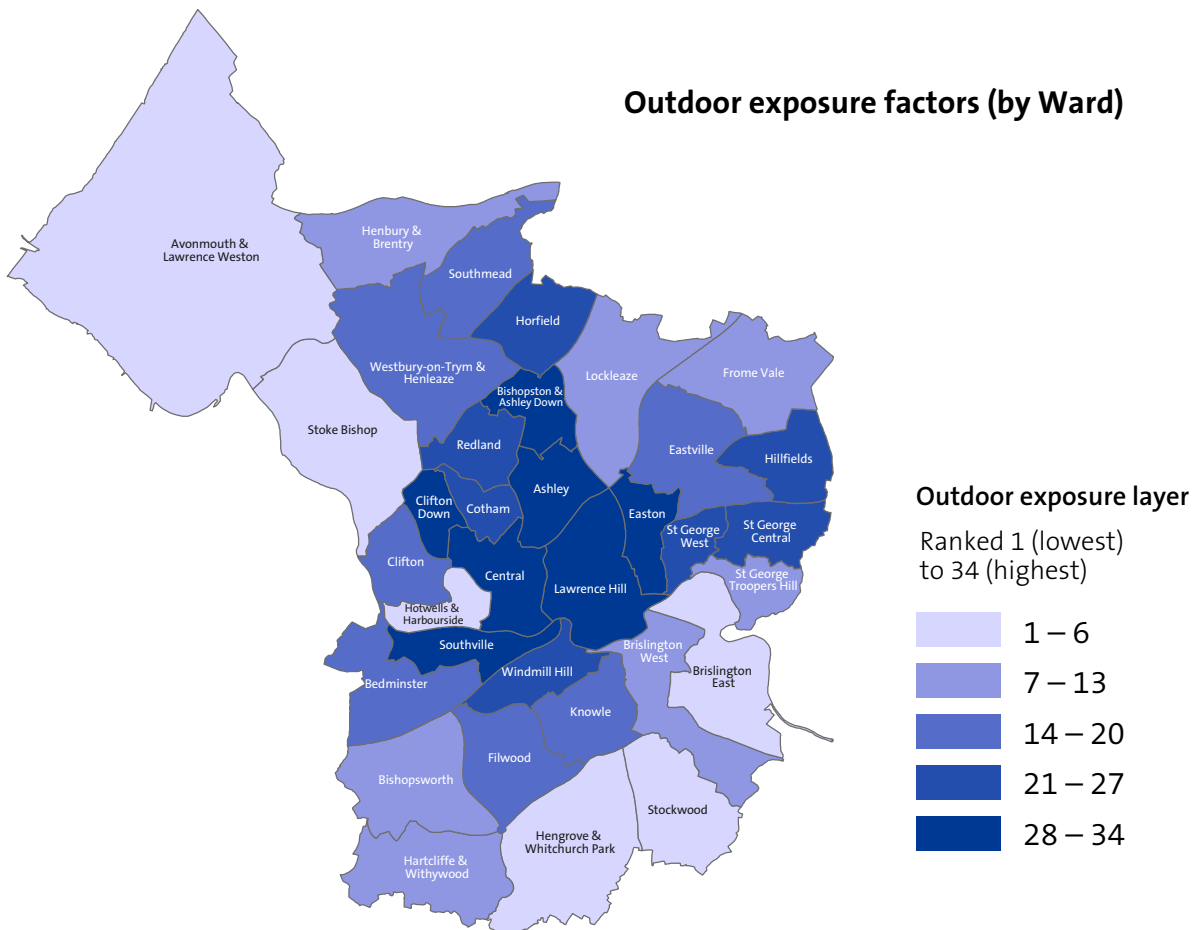 Outdoor exposure factors (by Ward)
Avonmouth &
Lawrence Weston
Henbury &
Brentry
Southmead
Horfield
Westbury-on-Trym &
Henleaze
Lockleaze
Frome Vale
Bishopston &
Ashley Down
Stoke Bishop
Redland
Eastville
Hillfields
Ashley
Clifton
Down
Cotham
Easton
St George
West
St George
Central
Clifton
Central
Lawrence Hill
St George
Troopers Hill
Hotwells &
Harbourside
Southville
Brislington
West
Windmill Hill
Brislington
East
Bedminster
Knowle
Filwood
Bishopsworth
Stockwood
Hengrove &
Whitchurch Park
Hartcliffe &
Withywood
Outdoor exposure layer
Ranked 1 (lowest)
to 34 (highest)
1 – 6
7 – 13
14 – 20
21 – 27
28 – 34